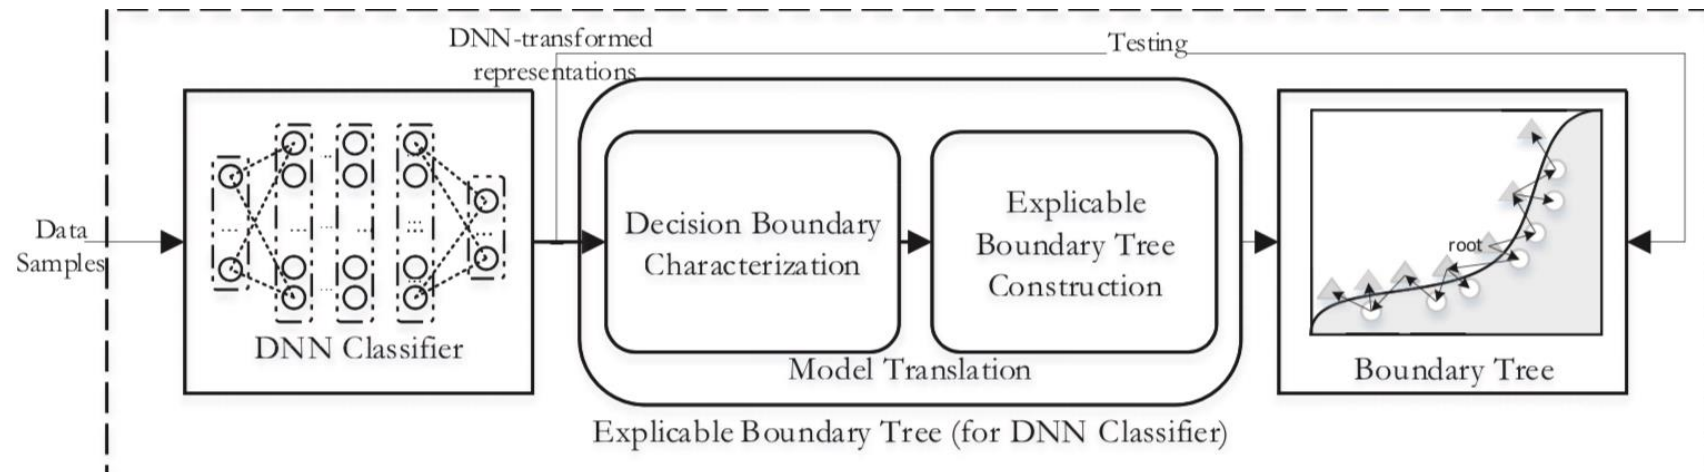 DNN-transformed
representations
Testing
Data
Samples
DNN Classifier
Decision Boundary
Characterization
Explicable
Boundary Tree
Construction
Model Translation
root
Boundary Tree
Explicable Boundary Tree (for DNN Classifier)